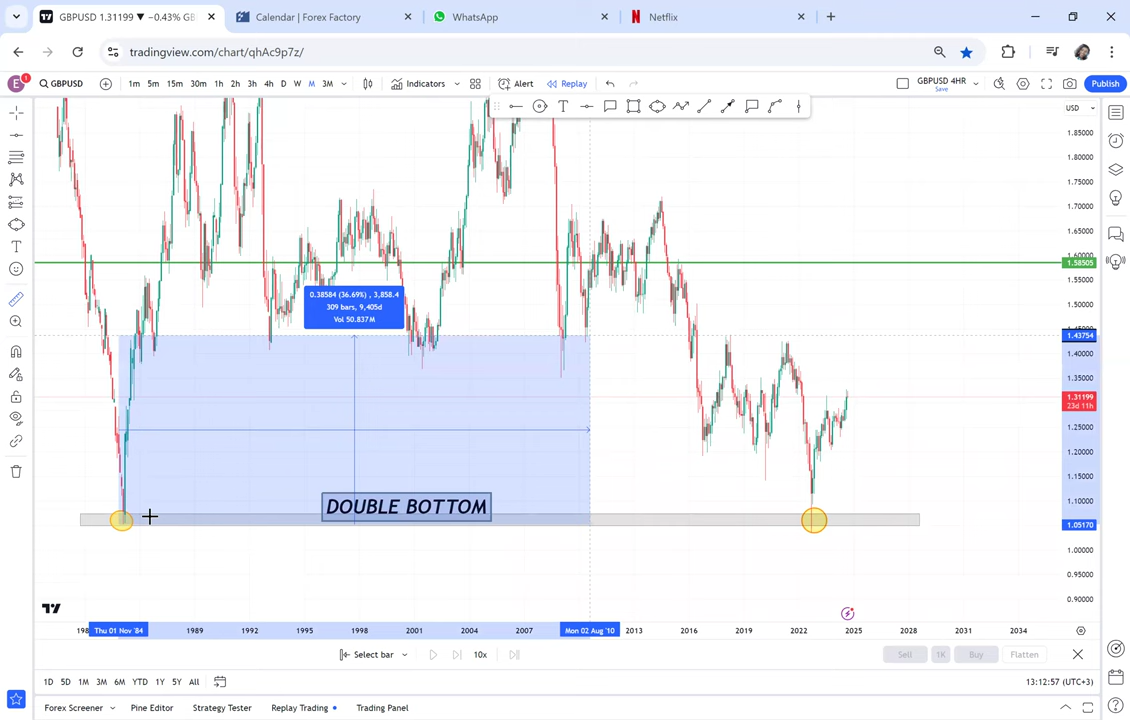 GBPUSD 1.31199 ▼ −0.43% GB
Calendar | Forex Factory
WhatsApp
Netflix
tradingview.com/chart/qhAc9p7z/
E 1 GBPUSD 1m 5m 15m 30m 1h 2h 3h 4h D W M 3M Indicators Alert Replay GBPUSD 4HR Save Publish
USD
1.85000
1.80000
1.75000
1.70000
1.65000
1.60000
1.58505
1.55000
0.38584 (36.69%) , 3,858.4
309 bars, 9,405d
Vol 50.837M
1.50000
1.43754
1.40000
1.35000
1.31199
23d 11h
1.25000
1.20000
1.15000
1.10000
DOUBLE BOTTOM
1.05170
1.00000
0.95000
0.90000
198 Thu 01 Nov '84 1989 1992 1995 1998 2001 2004 2007 Mon 02 Aug '10 2013 2016 2019 2022 2025 2028 2031 2034
Select bar 10x Sell 1K Buy Flatten
1D 5D 1M 3M 6M YTD 1Y 5Y All 13:12:57 (UTC+3)
Forex Screener Pine Editor Strategy Tester Replay Trading Trading Panel